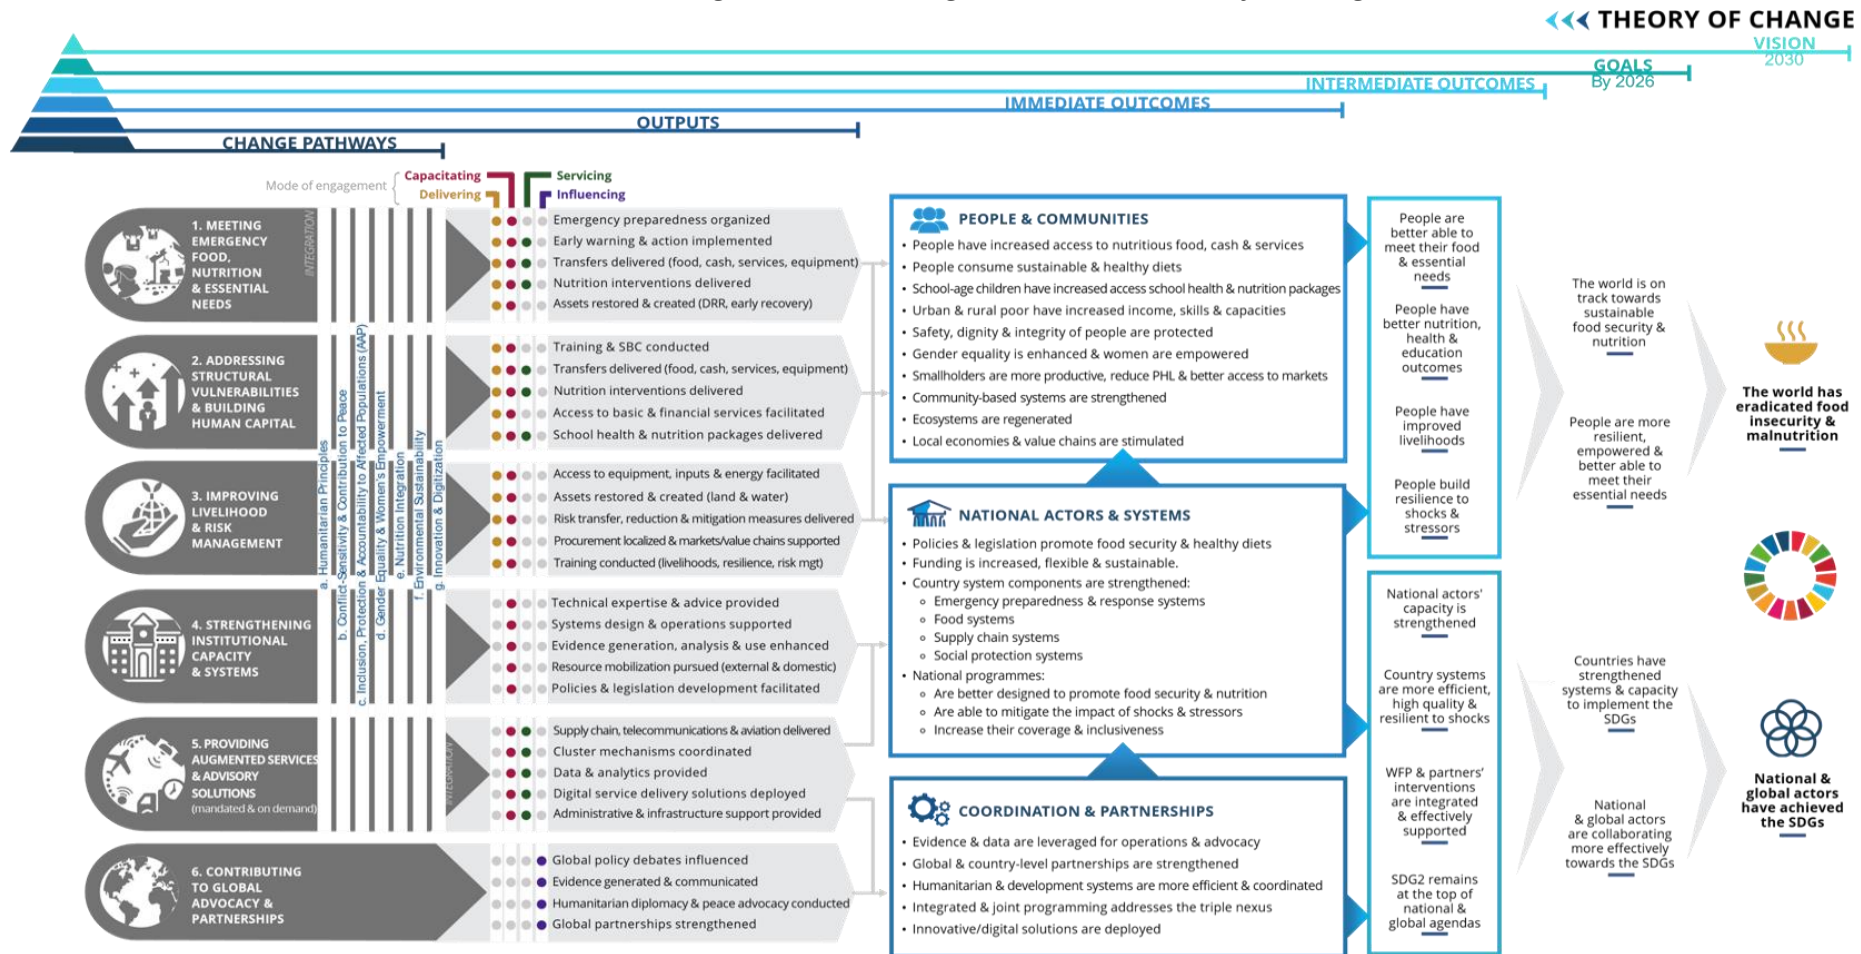 THEORY OF CHANGE
VISION
2030
GOALS
By 2026
INTERMEDIATE OUTCOMES
IMMEDIATE OUTCOMES
OUTPUTS
CHANGE PATHWAYS
Mode of engagement
Capacitating
Delivering
Servicing
Influencing
1. MEETING
EMERGENCY
FOOD,
NUTRITION
& ESSENTIAL
NEEDS
INTEGRATION
2. ADDRESSING
STRUCTURAL
VULNERABILITIES
& BUILDING
HUMAN CAPITAL
3. IMPROVING
LIVELIHOOD
& RISK
MANAGEMENT
4. STRENGTHENING
INSTITUTIONAL
CAPACITY
& SYSTEMS
5. PROVIDING
AUGMENTED SERVICES
& ADVISORY
SOLUTIONS
(mandated & on demand)
INTEGRATION
6. CONTRIBUTING
TO GLOBAL
ADVOCACY &
PARTNERSHIPS
a. Humanitarian Principles
b. Conflict-Sensitivity & Contribution to Peace
c. Inclusion, Protection & Accountability to Affected Populations (AAP)
d. Gender Equality & Women's Empowerment
e. Nutrition Integration
f. Environmental Sustainability
g. Innovation & Digitization
Emergency preparedness organized
Early warning & action implemented
Transfers delivered (food, cash, services, equipment)
Nutrition interventions delivered
Assets restored & created (DRR, early recovery)
Training & SBC conducted
Transfers delivered (food, cash, services, equipment)
Nutrition interventions delivered
Access to basic & financial services facilitated
School health & nutrition packages delivered
Access to equipment, inputs & energy facilitated
Assets restored & created (land & water)
Risk transfer, reduction & mitigation measures delivered
Procurement localized & markets/value chains supported
Training conducted (livelihoods, resilience, risk mgt)
Technical expertise & advice provided
Systems design & operations supported
Evidence generation, analysis & use enhanced
Resource mobilization pursued (external & domestic)
Policies & legislation development facilitated
Supply chain, telecommunications & aviation delivered
Cluster mechanisms coordinated
Data & analytics provided
Digital service delivery solutions deployed
Administrative & infrastructure support provided
Global policy debates influenced
Evidence generated & communicated
Humanitarian diplomacy & peace advocacy conducted
Global partnerships strengthened
PEOPLE & COMMUNITIES
• People have increased access to nutritious food, cash & services
• People consume sustainable & healthy diets
• School-age children have increased access school health & nutrition packages
• Urban & rural poor have increased income, skills & capacities
• Safety, dignity & integrity of people are protected
• Gender equality is enhanced & women are empowered
• Smallholders are more productive, reduce PHL & better access to markets
• Community-based systems are strengthened
• Ecosystems are regenerated
• Local economies & value chains are stimulated
NATIONAL ACTORS & SYSTEMS
• Policies & legislation promote food security & healthy diets
• Funding is increased, flexible & sustainable.
• Country system components are strengthened:
o Emergency preparedness & response systems
o Food systems
o Supply chain systems
o Social protection systems
• National programmes:
o Are better designed to promote food security & nutrition
o Are able to mitigate the impact of shocks & stressors
o Increase their coverage & inclusiveness
COORDINATION & PARTNERSHIPS
• Evidence & data are leveraged for operations & advocacy
• Global & country-level partnerships are strengthened
• Humanitarian & development systems are more efficient & coordinated
• Integrated & joint programming addresses the triple nexus
• Innovative/digital solutions are deployed
People are
better able to
meet their food
& essential
needs
People have
better nutrition,
health &
education
outcomes
People have
improved
livelihoods
People build
resilience to
shocks &
stressors
National actors'
capacity is
strengthened
Country systems
are more efficient,
high quality &
resilient to shocks
WFP & partners'
interventions
are integrated
& effectively
supported
SDG2 remains
at the top of
national &
global agendas
The world is on
track towards
sustainable
food security &
nutrition
People are more
resilient,
empowered &
better able to
meet their
essential needs
Countries have
strengthened
systems & capacity
to implement the
SDGs
National
& global actors
are collaborating
more effectively
towards the SDGs
The world has
eradicated food
insecurity &
malnutrition
National &
global actors
have achieved
the SDGs